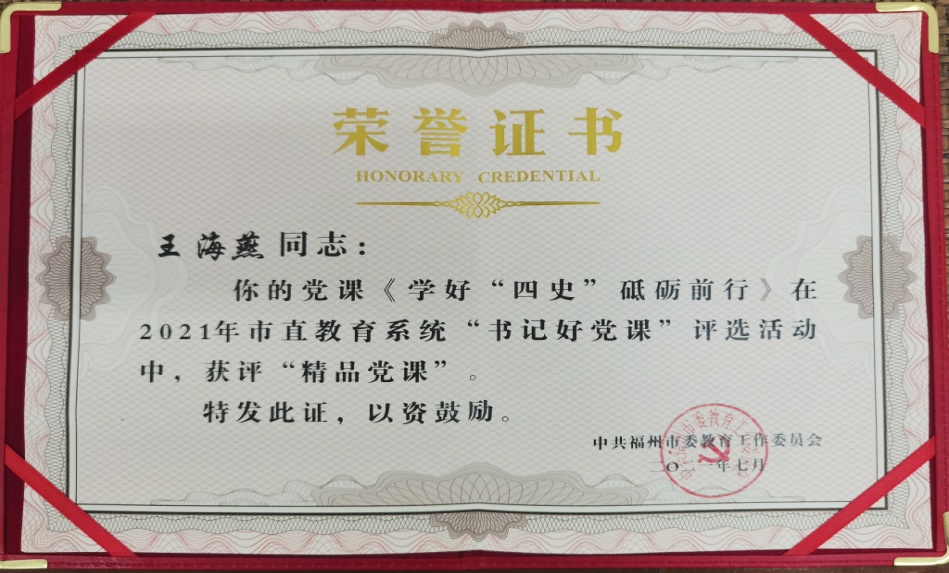 荣誉证书
HONORARY CREDENTIAL
王海燕同志：
你的党课《学好“四史”砥砺前行》在
2021年市直教育系统“书记好党课”评选活动
中，获评“精品党课”。
特发此证，以资鼓励。
中共福州市委教育工作委员会
二〇二一年七月